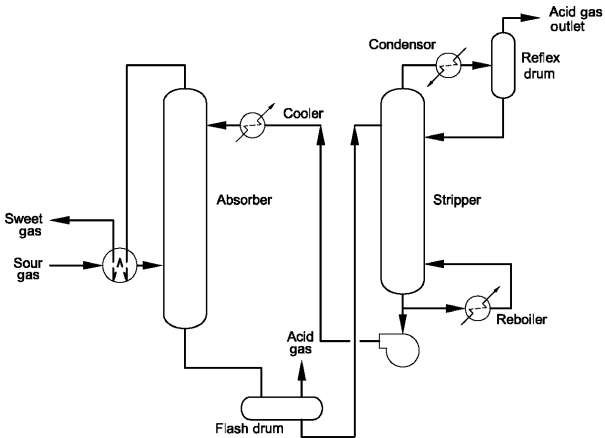 Acid gas
outlet
Condensor
Reflex
drum
Cooler
Absorber
Stripper
Sweet
gas
Sour
gas
Reboiler
Acid
gas
Flash drum